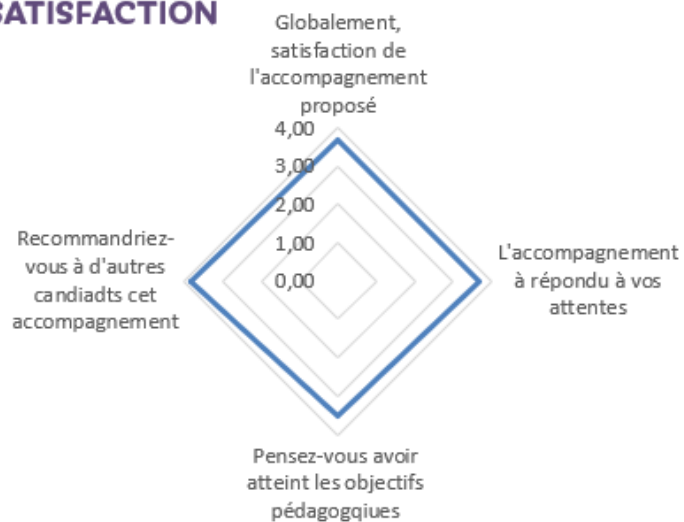 SATISFACTION
Globalement,
satisfaction de
l'accompagnement
proposé
4,00
3,00
2,00
1,00
0,00
Recommandriez-
vous à d'autres
candiadts cet
accompagnement
L'accompagnement
à répondu à vos
attentes
Pensez-vous avoir
atteint les objectifs
pédagogqiues